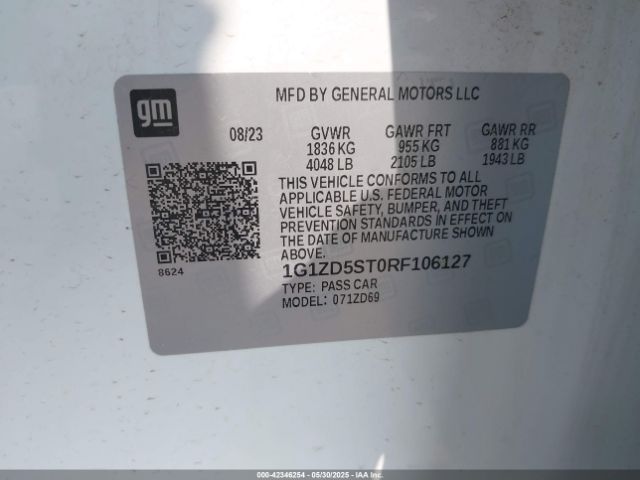 gm
MFD BY GENERAL MOTORS LLC
08/23 GVWR GAWR FRT GAWR RR
1836 KG 955 KG 881 KG
4048 LB 2105 LB 1943 LB
THIS VEHICLE CONFORMS TO ALL
APPLICABLE U.S. FEDERAL MOTOR
VEHICLE SAFETY, BUMPER, AND THEFT
PREVENTION STANDARDS IN EFFECT ON
DATE OF MANUFACTURE SHOWN
ABOVE.
8624
1G1ZD5ST0RF106127
TYPE: PASS CAR
MODEL: 071ZD69
000-42346254 - 05/30/2025 - IAAI.COM